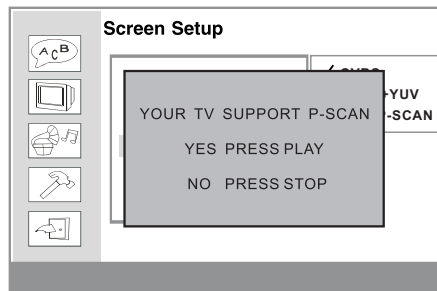 Screen Setup
A C B
+YUV
P-SCAN
YOUR TV SUPPORT P-SCAN
YES PRESS PLAY
NO PRESS STOP